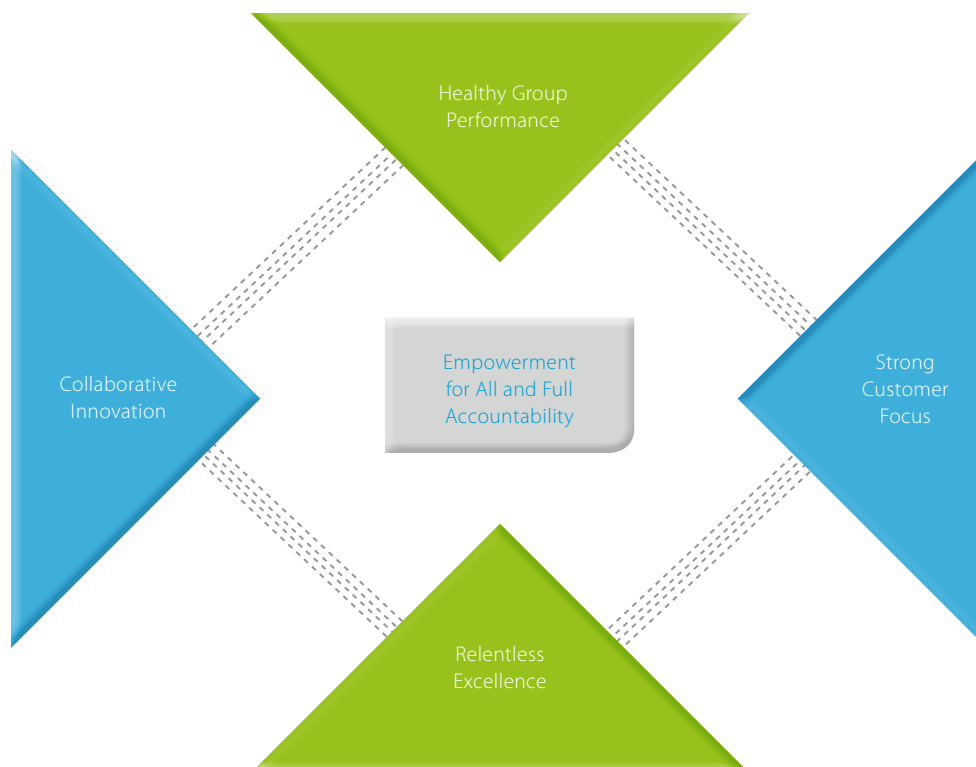 Healthy Group
Performance
Collaborative
Innovation
Empowerment
for All and Full
Accountability
Strong
Customer
Focus
Relentless
Excellence